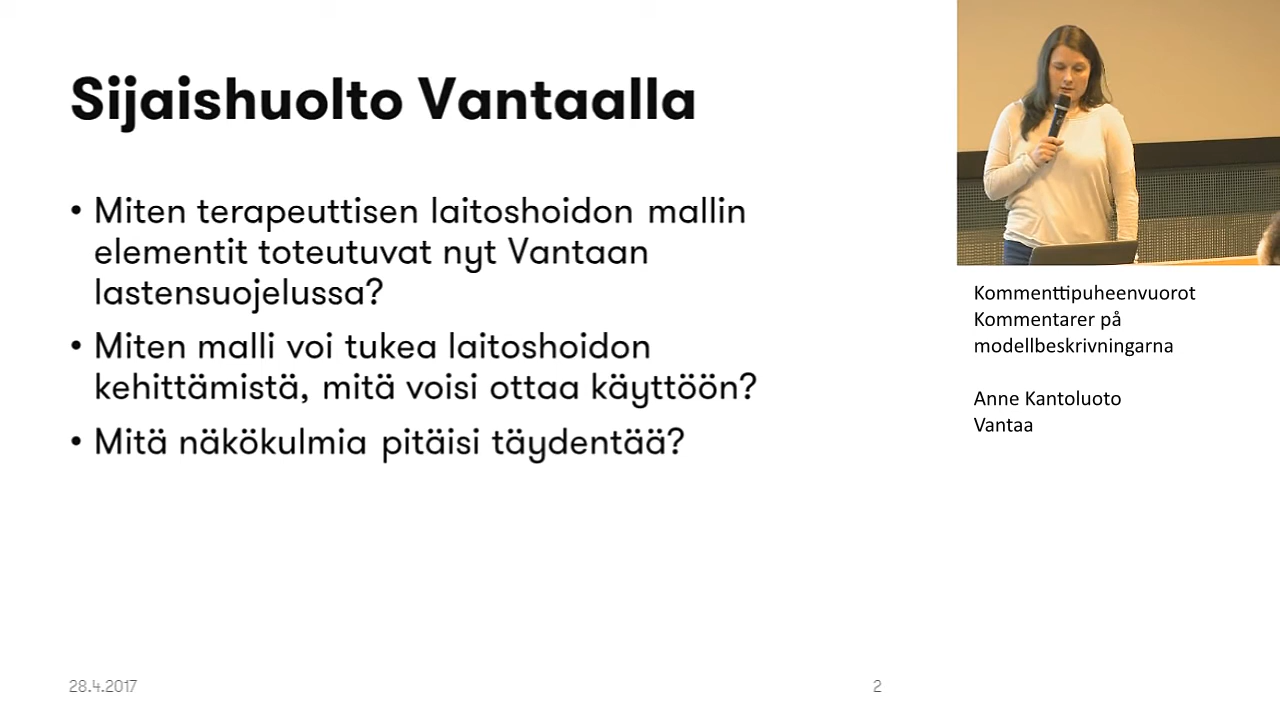 Sijaishuolto Vantaalla
• Miten terapeuttisen laitoshoidon mallin
elementit toteutuvat nyt Vantaan
lastensuojelussa?
• Miten malli voi tukea laitoshoidon
kehittämistä, mitä voisi ottaa käyttöön?
• Mitä näkökulmia pitäisi täydentää?
28.4.2017
2
Kommenttipuheenvuorot
Kommentarer på
modellbeskrivningarna
Anne Kantoluoto
Vantaa